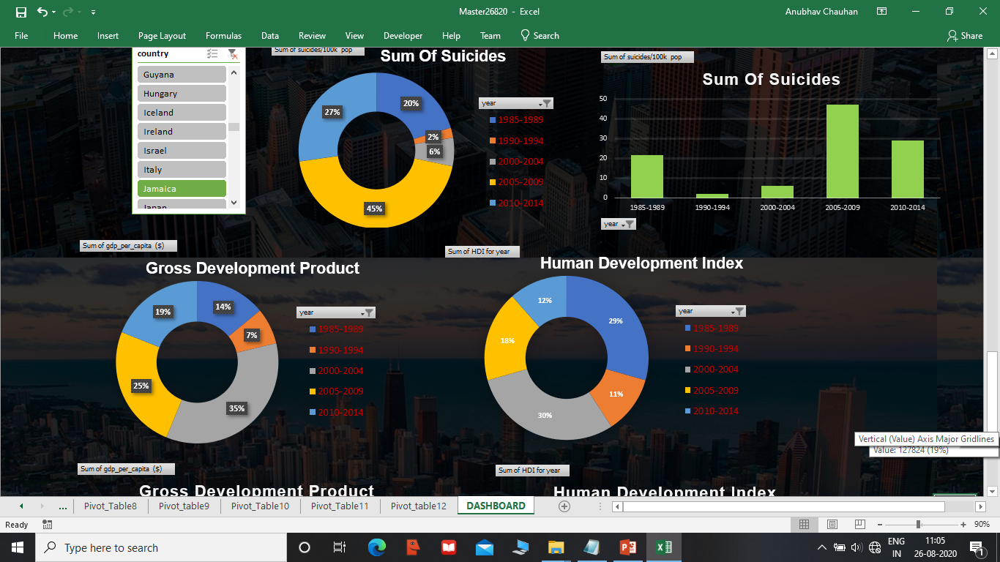 Master26820 - Excel
Anubhav Chauhan
File Home Insert Page Layout Formulas Data Review View Developer Help Team Search Share
country
Guyana
Hungary
Iceland
Ireland
Israel
Italy
Jamaica
Japan
Sum of suicides/100k pop
Sum Of Suicides
20%
2%
6%
45%
27%
year
1985-1989
1990-1994
2000-2004
2005-2009
2010-2014
Sum of suicides/100k pop
Sum Of Suicides
50
40
30
20
10
0
1985-1989 1990-1994 2000-2004 2005-2009 2010-2014
year
Sum of gdp_per_capita ($)
Gross Development Product
14%
7%
35%
25%
19%
year
1985-1989
1990-1994
2000-2004
2005-2009
2010-2014
Sum of HDI for year
Human Development Index
29%
11%
30%
18%
12%
year
1985-1989
1990-1994
2000-2004
2005-2009
2010-2014
Vertical (Value) Axis Major Gridlines
Value: 127824 (19%)
Sum of gdp_per_capita ($)
Gross Development Product
Sum of HDI for year
Human Development Index
... Pivot_Table8 Pivot_table9 Pivot_Table10 Pivot_Table11 Pivot_table12 DASHBOARD
Ready
90%
Type here to search
ENG
IN
11:05
26-08-2020
1